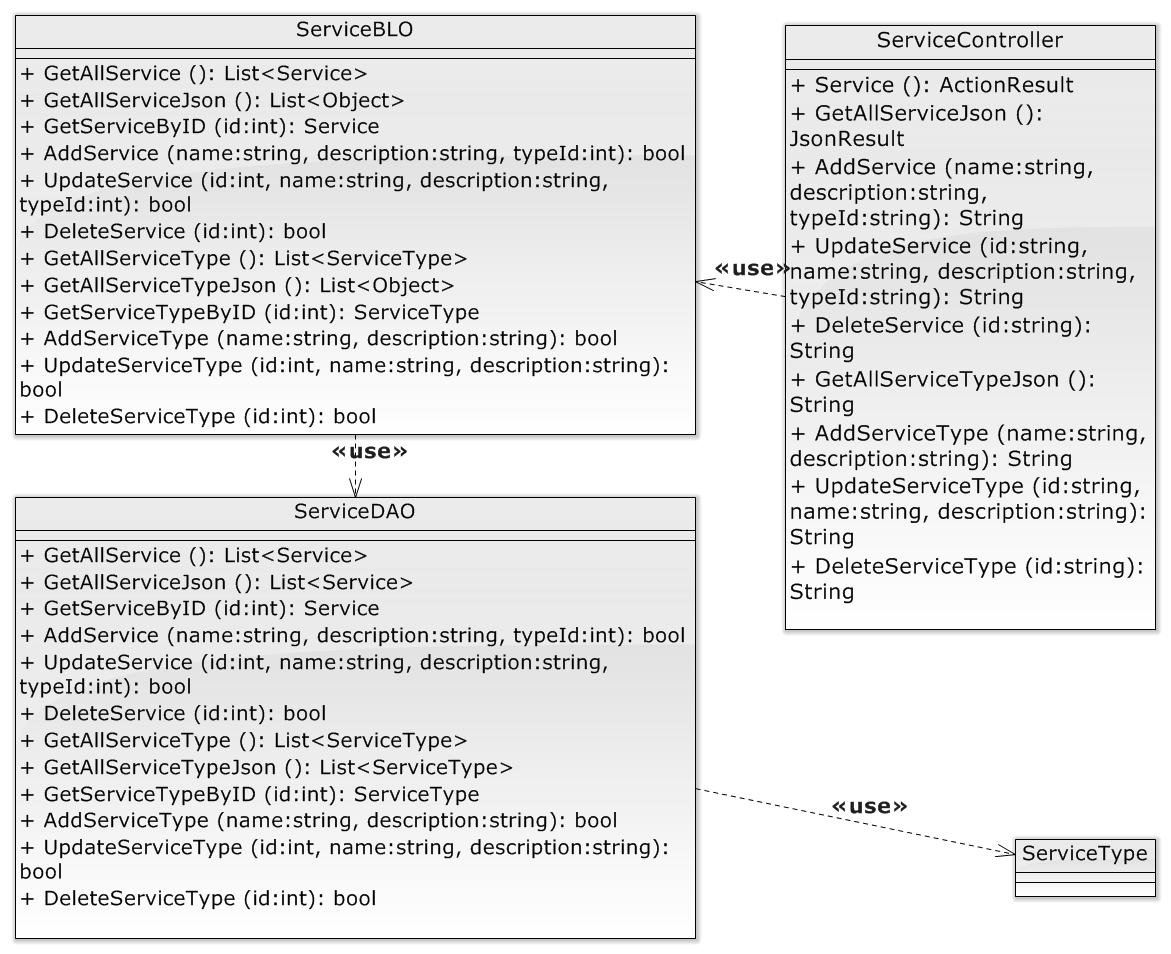 ServiceBLO
+ GetAllService (): List<Service>
+ GetAllServiceJson (): List<Object>
+ GetServiceByID (id:int): Service
+ AddService (name:string, description:string, typeId:int): bool
+ UpdateService (id:int, name:string, description:string,
typeId:int): bool
+ DeleteService (id:int): bool
+ GetAllServiceType (): List<ServiceType>
+ GetAllServiceTypeJson (): List<Object>
+ GetServiceTypeByID (id:int): ServiceType
+ AddServiceType (name:string, description:string): bool
+ UpdateServiceType (id:int, name:string, description:string):
bool
+ DeleteServiceType (id:int): bool
«use»
ServiceController
+ Service (): ActionResult
+ GetAllServiceJson ():
JsonResult
+ AddService (name:string,
description:string,
typeId:string): String
+ UpdateService (id:string,
name:string, description:string,
typeId:string): String
+ DeleteService (id:string):
String
+ GetAllServiceTypeJson ():
String
+ AddServiceType (name:string,
description:string): String
+ UpdateServiceType (id:string,
name:string, description:string):
String
+ DeleteServiceType (id:string):
String
«use»
ServiceDAO
+ GetAllService (): List<Service>
+ GetAllServiceJson (): List<Service>
+ GetServiceByID (id:int): Service
+ AddService (name:string, description:string, typeId:int): bool
+ UpdateService (id:int, name:string, description:string,
typeId:int): bool
+ DeleteService (id:int): bool
+ GetAllServiceType (): List<ServiceType>
+ GetAllServiceTypeJson (): List<ServiceType>
+ GetServiceTypeByID (id:int): ServiceType
+ AddServiceType (name:string, description:string): bool
+ UpdateServiceType (id:int, name:string, description:string):
bool
+ DeleteServiceType (id:int): bool
«use»
ServiceType